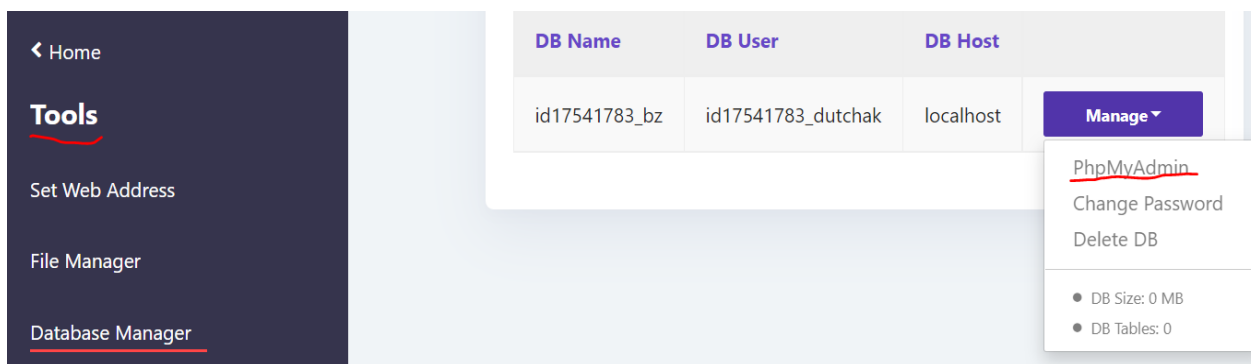 Home
Tools
Set Web Address
File Manager
Database Manager
DB Name DB User DB Host
id17541783_bz id17541783_dutchak localhost Manage
PhpMyAdmin
Change Password
Delete DB
DB Size: 0 MB
DB Tables: 0